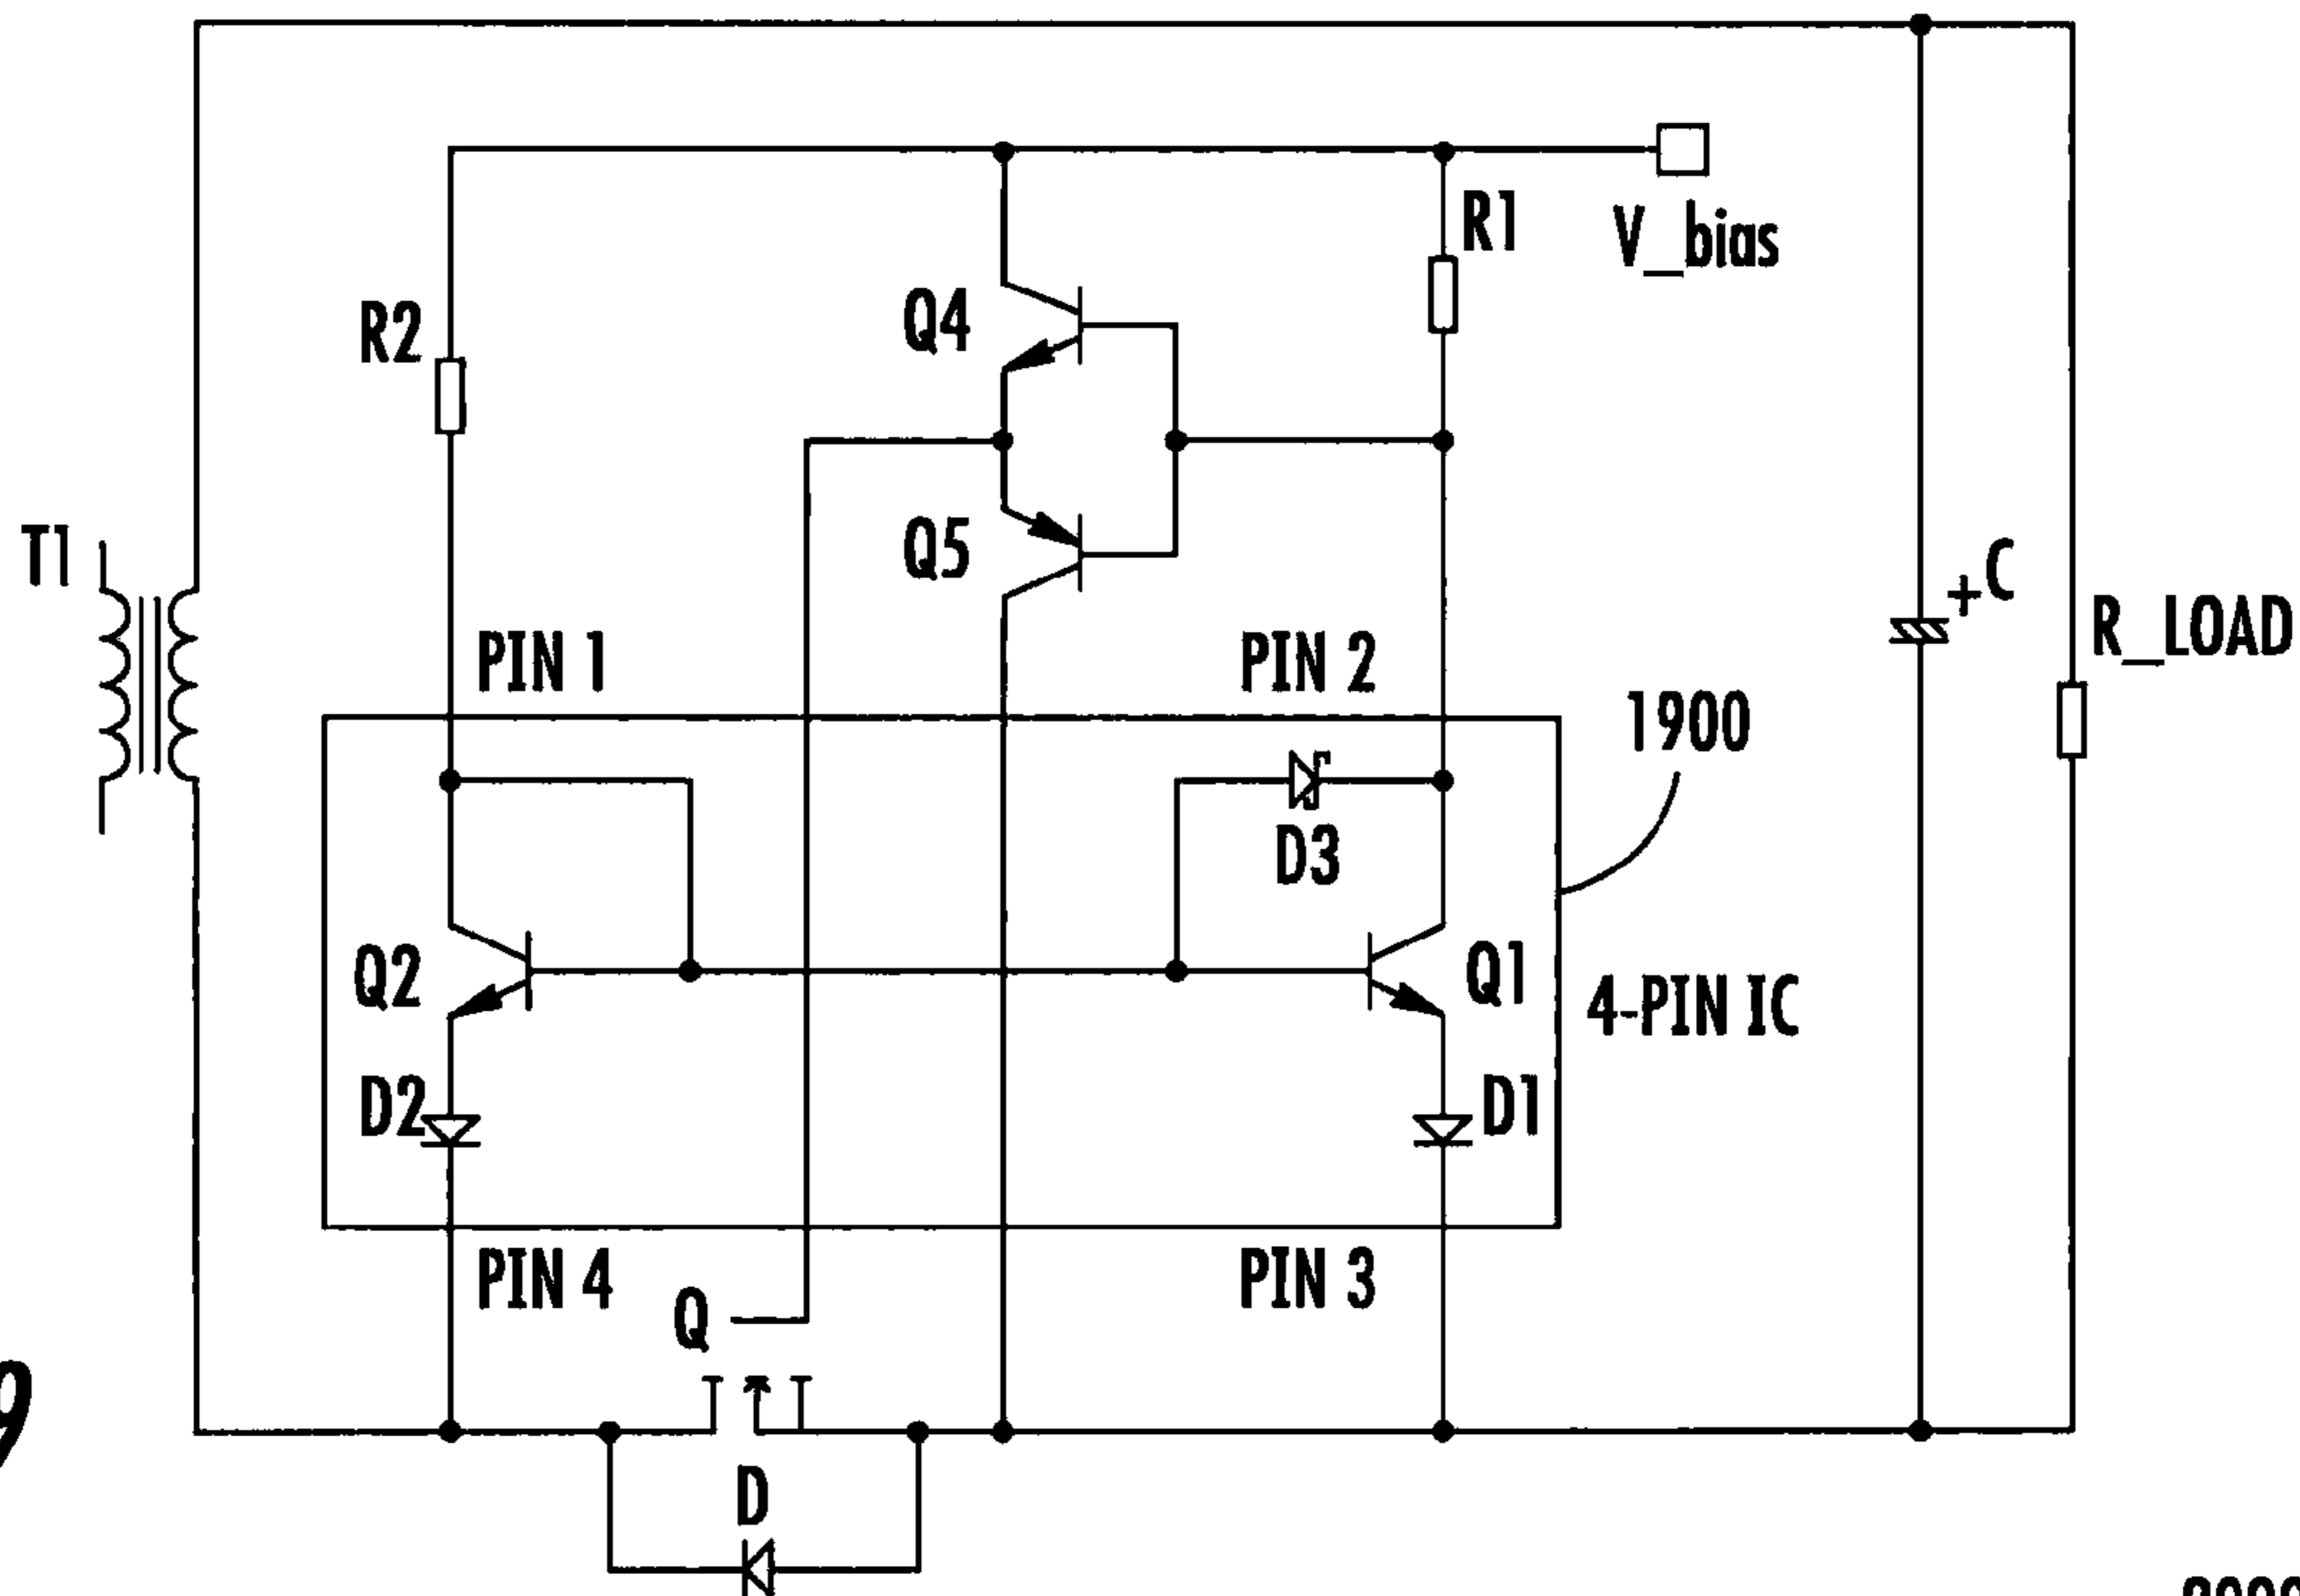 R1
V_bias
R2
Q4
T1
Q5
+C
R_LOAD
PIN 1
PIN 2
1900
D3
Q2
Q1
4-PIN IC
D2
D1
PIN 4
PIN 3
Q
9
D